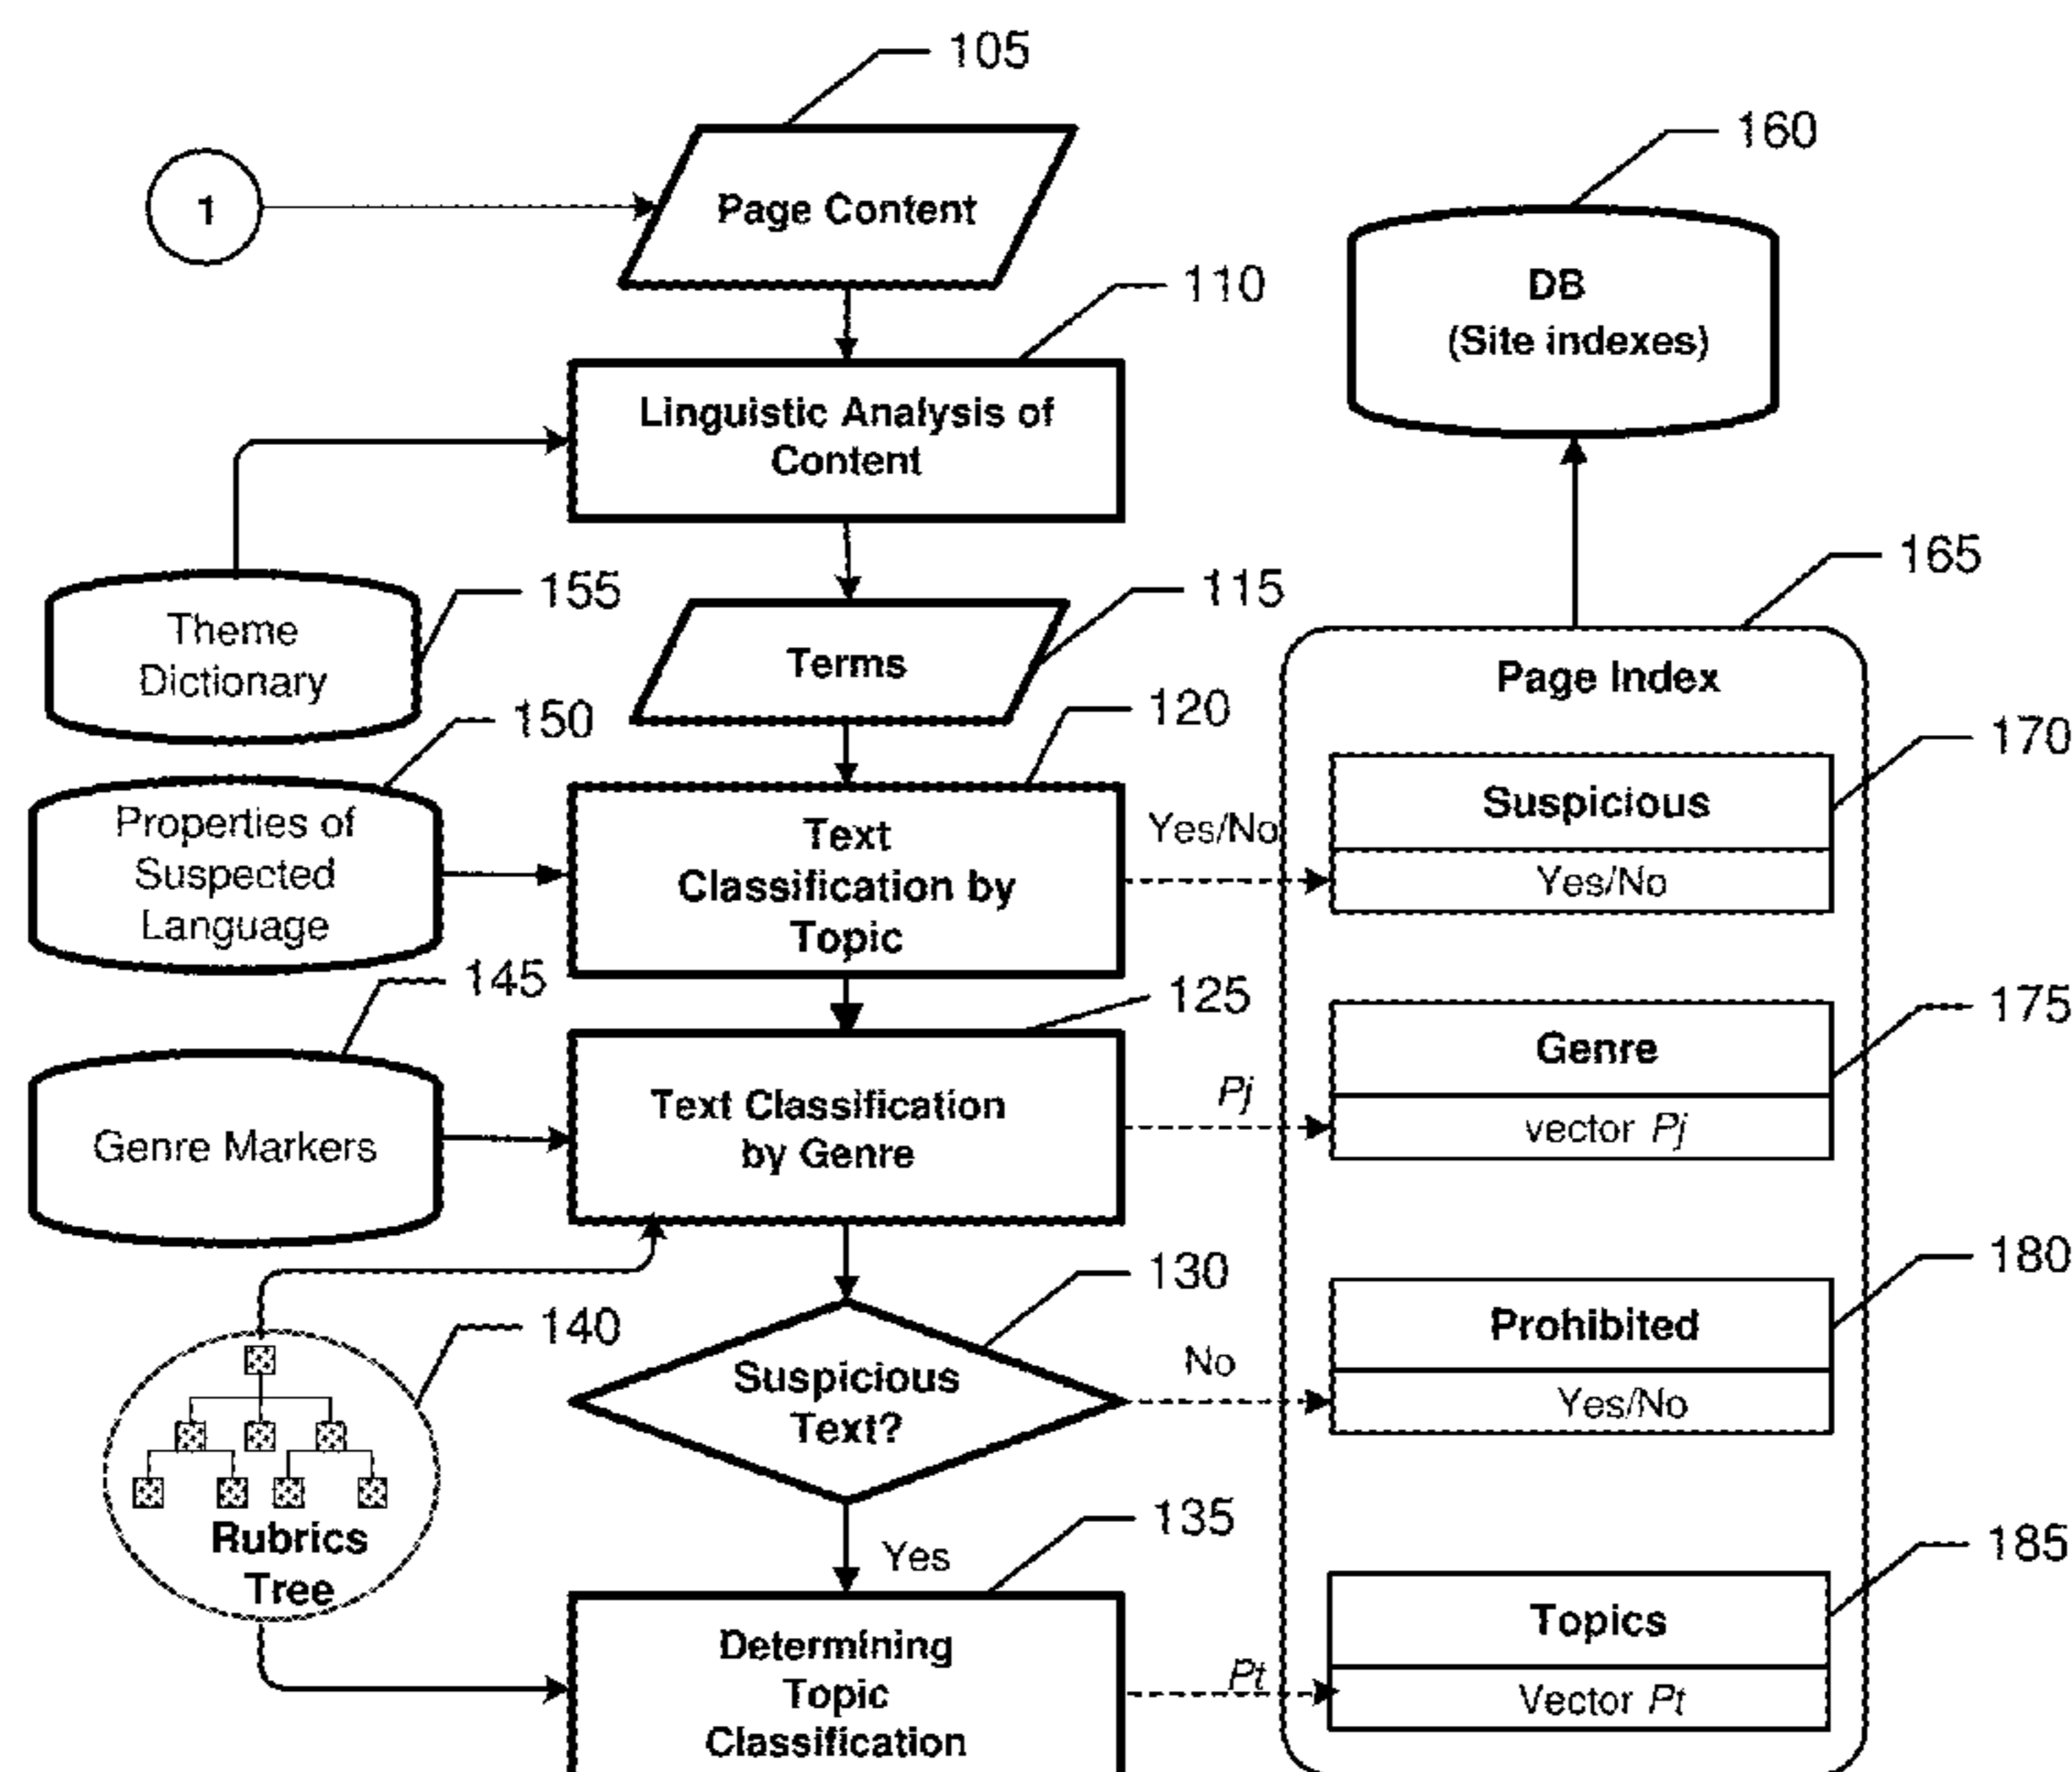 105
160
1
Page Content
110
DB
(Site indexes)
Linguistic Analysis of
Content
155
Theme
Dictionary
115
Terms
165
Page Index
150
120
170
Properties of
Suspected
Language
Text
Classification by
Topic
Yes/No
Suspicious
Yes/No
145
125
175
Genre Markers
Text Classification
by Genre
Pj
Genre
vector Pj
130
180
140
Suspicious
Text?
No
Prohibited
Yes/No
Rubrics
Tree
Yes
135
185
Determining
Topic
Classification
Pt
Topics
Vector Pt